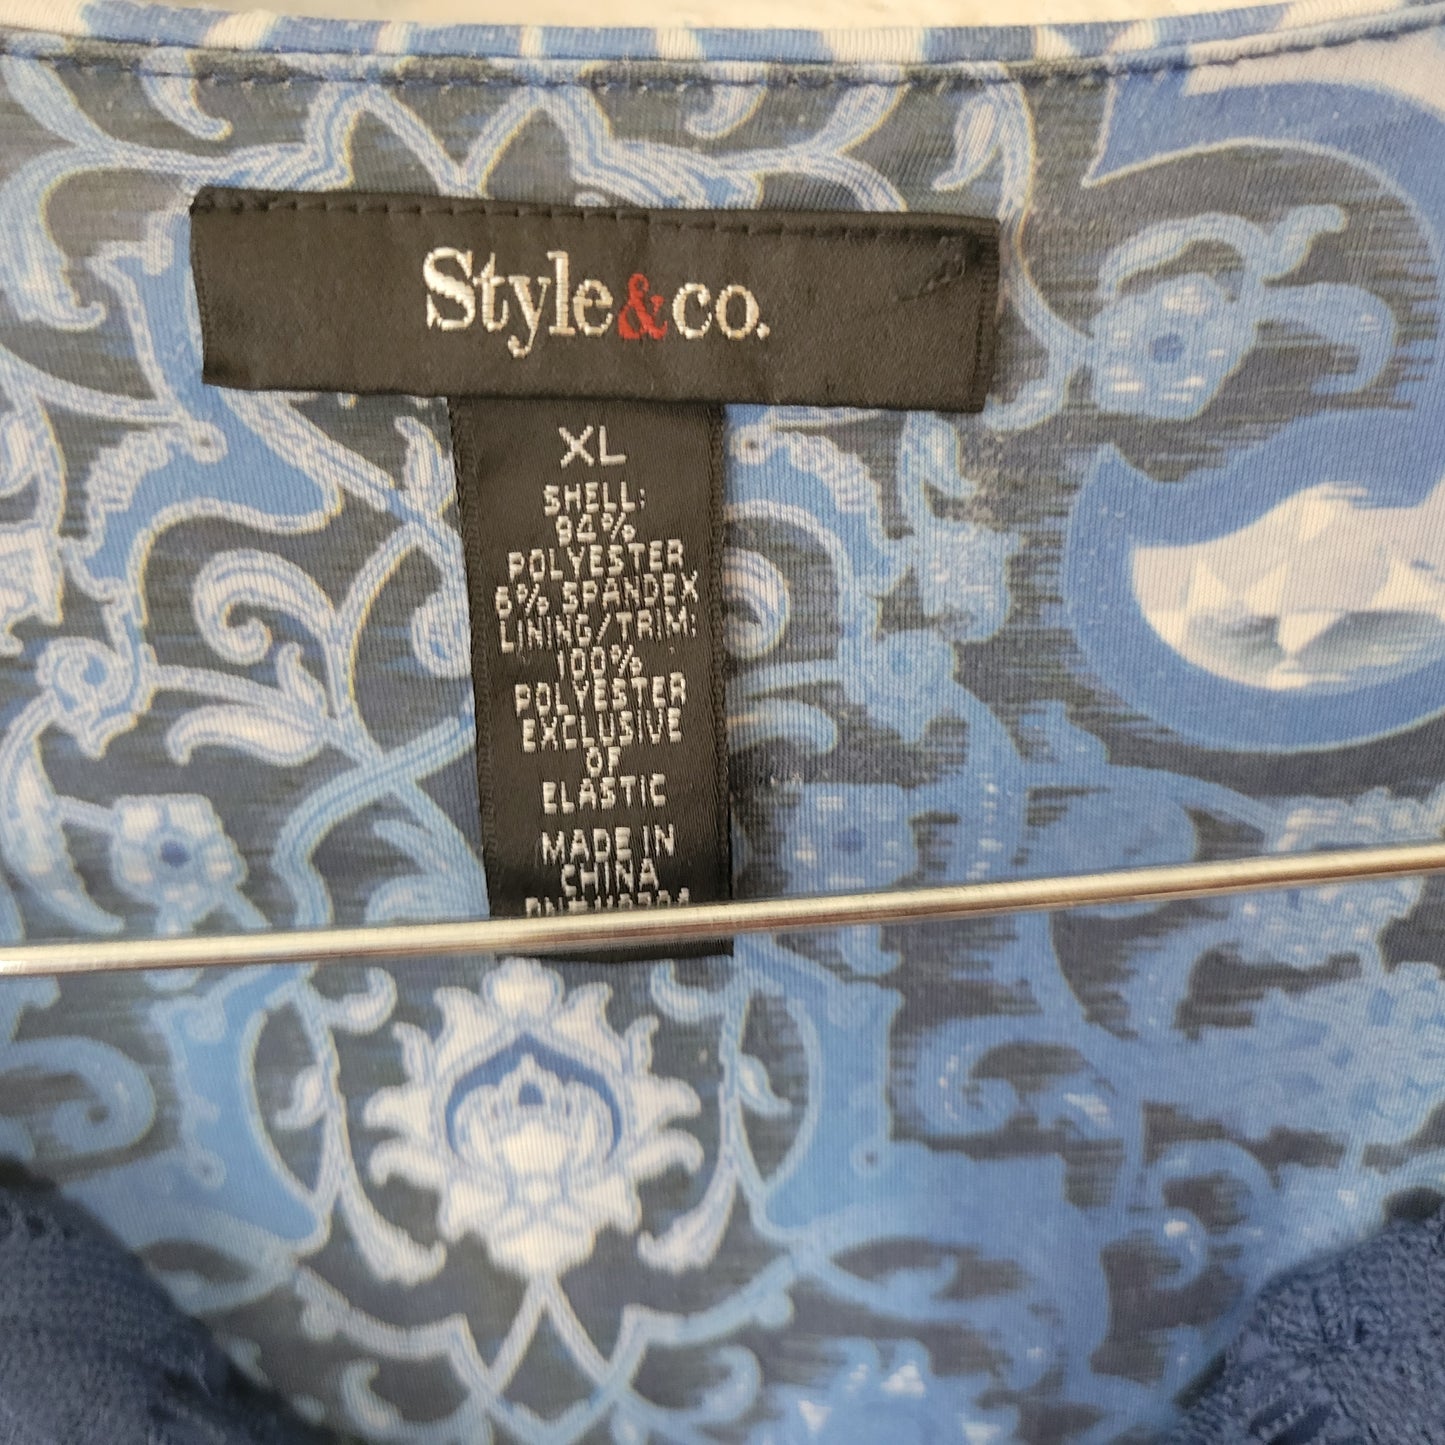 Style&co.
XL
SHELL:
94%
POLYESTER
6% SPANDEX
LINING/TRIM:
100%
POLYESTER
EXCLUSIVE
OF
ELASTIC
MADE IN
CHINA